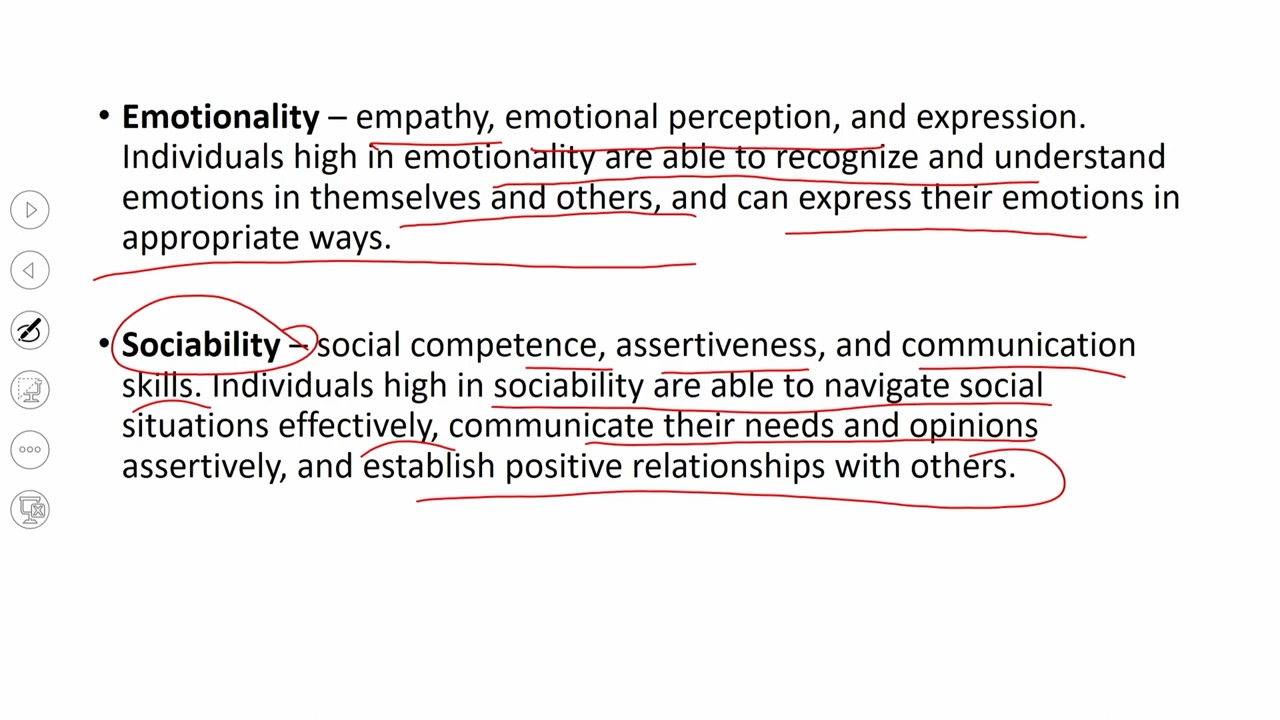 • Emotionality – empathy, emotional perception, and expression.
Individuals high in emotionality are able to recognize and understand
emotions in themselves and others, and can express their emotions in
appropriate ways.
• Sociability – social competence, assertiveness, and communication
skills. Individuals high in sociability are able to navigate social
situations effectively, communicate their needs and opinions
assertively, and establish positive relationships with others.